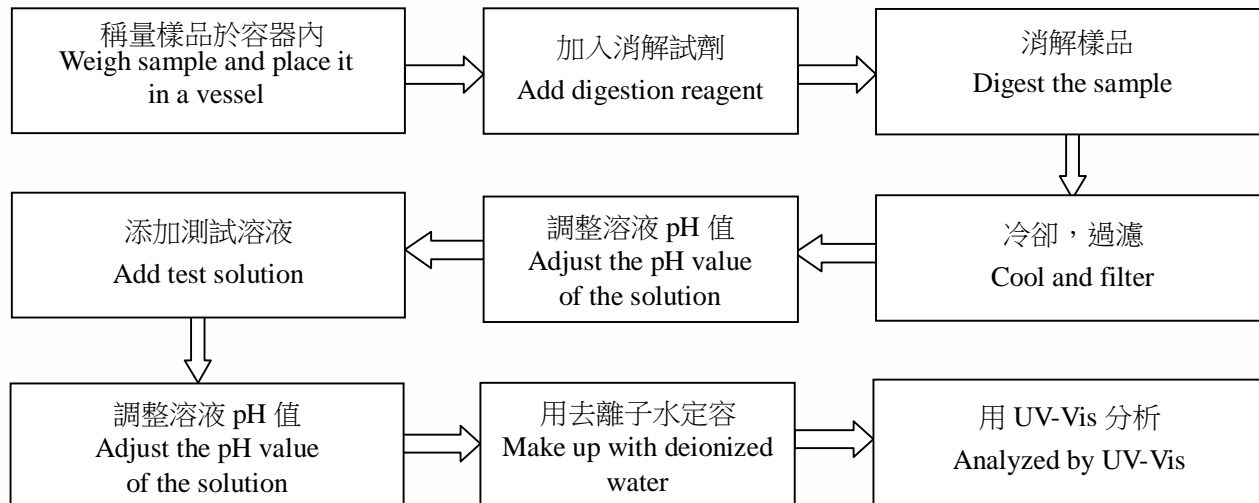 稱量樣品於容器內
Weigh sample and place it
in a vessel
加入消解試劑
Add digestion reagent
消解樣品
Digest the sample
冷卻，過濾
Cool and filter
調整溶液 pH 值
Adjust the pH value
of the solution
添加測試溶液
Add test solution
調整溶液 pH 值
Adjust the pH value
of the solution
用去離子水定容
Make up with deionized
water
用 UV-Vis 分析
Analyzed by UV-Vis